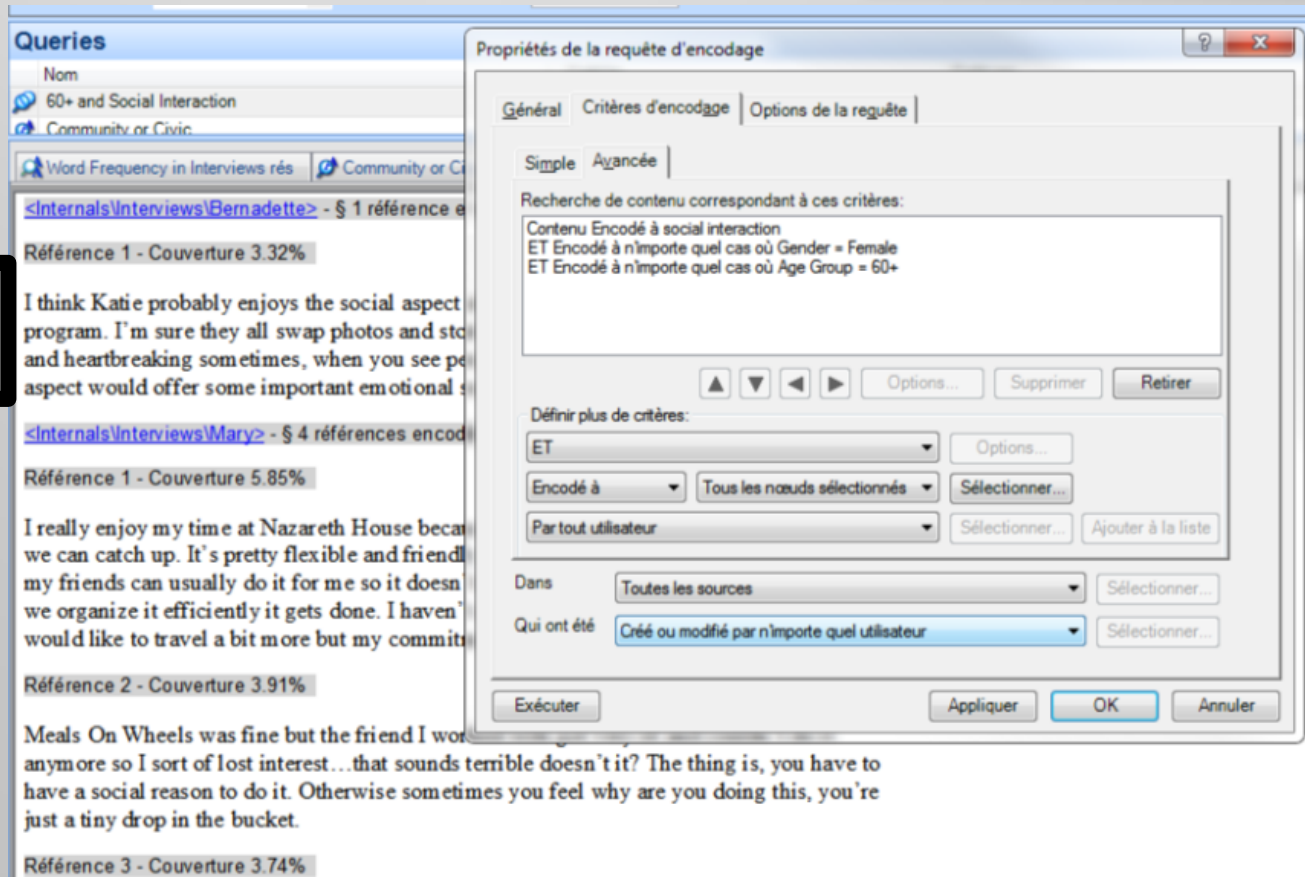 Queries
Nom
60+ and Social Interaction
Community or Civic
Word Frequency in Interviews rés
Community or
<Internals\Interviews\Bernadette> - § 1 référence
Référence 1 - Couverture 3.32%
I think Katie probably enjoys the social aspect
program. I'm sure they all swap photos and
and heartbreaking sometimes, when you see
aspect would offer some important emotional
<Internals\Interviews\Mary> - § 4 références
Référence 1 - Couverture 5.85%
I really enjoy my time at Nazareth House
we can catch up. It's pretty flexible and
my friends can usually do it for me so it
we organize it efficiently it gets done. I
would like to travel a bit more but my
Référence 2 - Couverture 3.91%
Meals On Wheels was fine but the friend I
anymore so I sort of lost interest…that sounds terrible doesn't it? The thing is, you have to
have a social reason to do it. Otherwise sometimes you feel why are you doing this, you're
just a tiny drop in the bucket.
Référence 3 - Couverture 3.74%
Propriétés de la requête d'encodage
Général Critères d'encodage Options de la requête
Simple Avancée
Recherche de contenu correspondant à ces critères:
Contenu Encodé à social interaction
ET Encodé à n'importe quel cas où Gender = Female
ET Encodé à n'importe quel cas où Age Group = 60+
Options... Supprimer Retirer
Définir plus de critères:
ET Options...
Encodé à Tous les nœuds sélectionnés Sélectionner...
Par tout utilisateur Sélectionner... Ajouter à la liste
Dans Toutes les sources Sélectionner...
Qui ont été Créé ou modifié par n'importe quel utilisateur Sélectionner...
Exécuter Appliquer OK Annuler